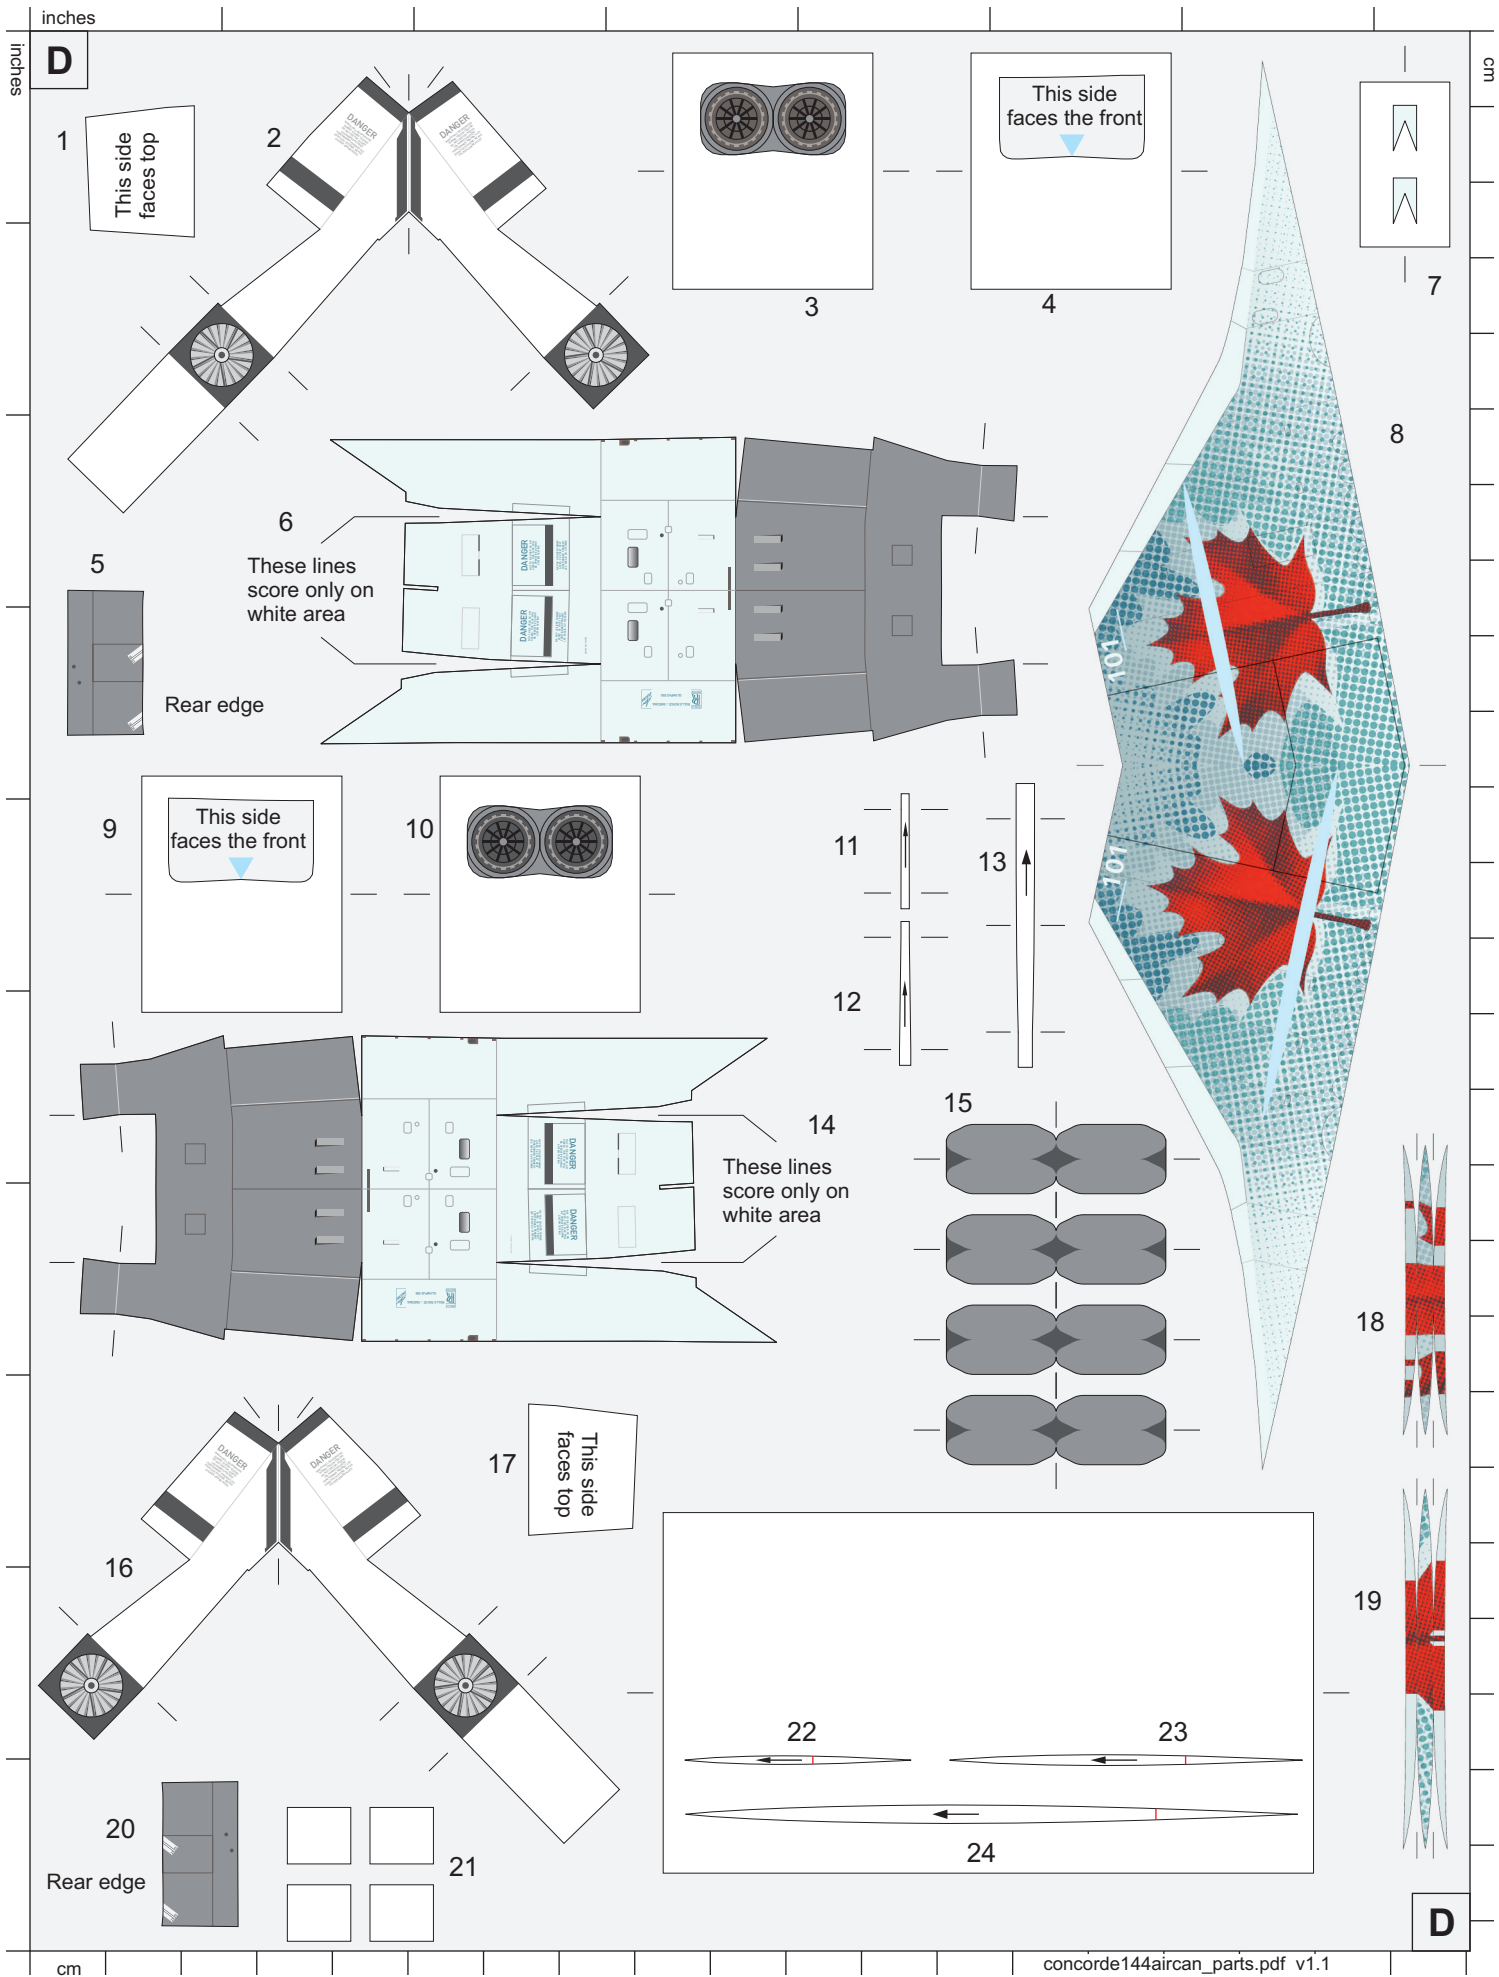 inches
inches
D
cm
1
This side
faces top
2
DANGER
DANGER
3
This side
faces the front
4
7
8
6
These lines
score only on
white area
DANGER
DANGER
5
Rear edge
101
101
9
This side
faces the front
10
11
13
12
14
These lines
score only on
white area
DANGER
DANGER
15
16
DANGER
DANGER
17
This side
faces top
18
19
20
Rear edge
21
22
23
24
D
cm
concorde144aircan_parts.pdf v1.1